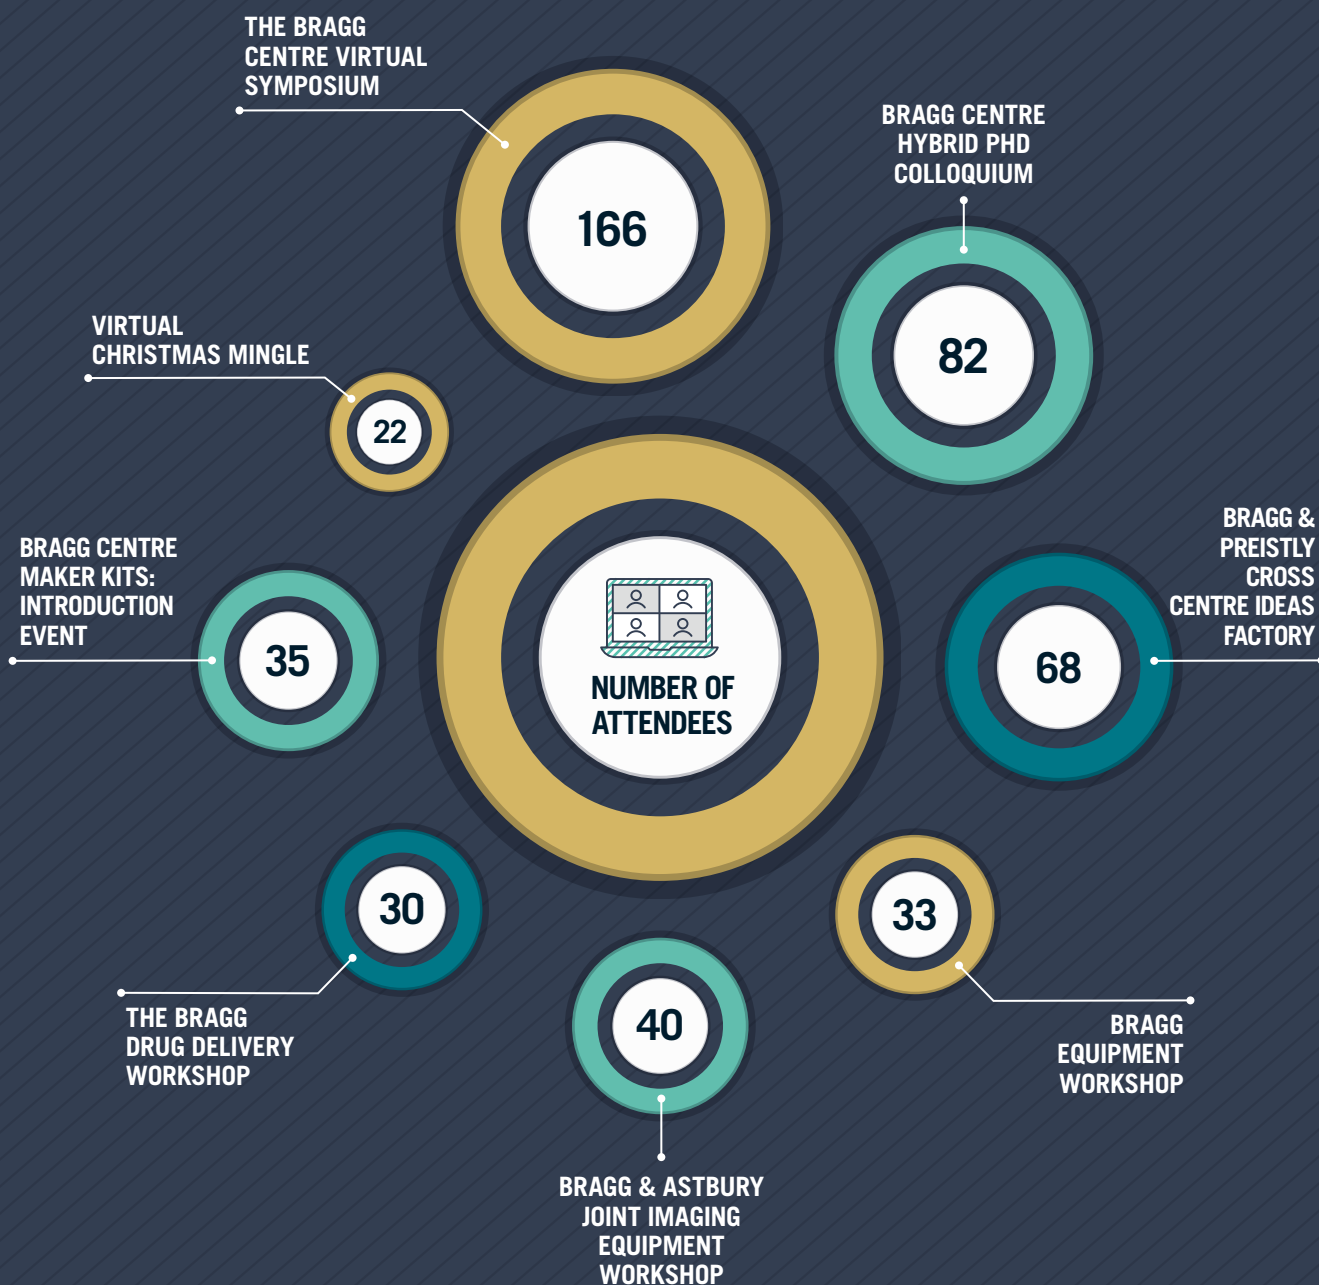 THE BRAGG
CENTRE VIRTUAL
SYMPOSIUM
166
BRAGG CENTRE
HYBRID PHD
COLLOQUIUM
82
VIRTUAL
CHRISTMAS MINGLE
22
BRAGG &
PREISTLY
CROSS
CENTRE IDEAS
FACTORY
68
BRAGG CENTRE
MAKER KITS:
INTRODUCTION
EVENT
35
NUMBER OF
ATTENDEES
30
THE BRAGG
DRUG DELIVERY
WORKSHOP
33
BRAGG
EQUIPMENT
WORKSHOP
40
BRAGG & ASTBURY
JOINT IMAGING
EQUIPMENT
WORKSHOP